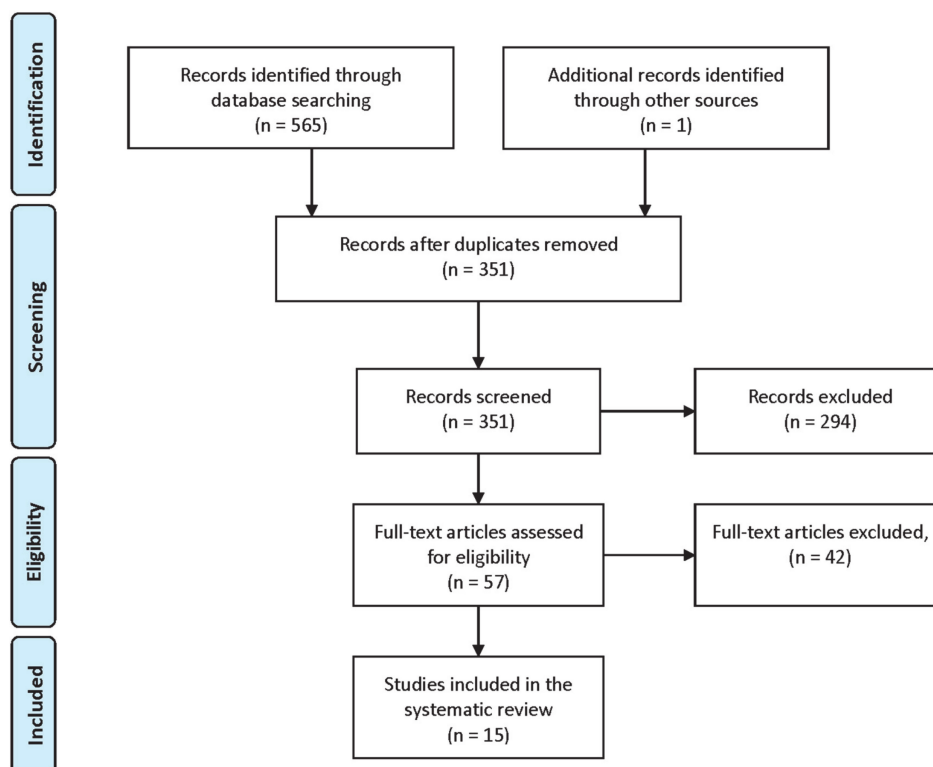 Identification
Records identified through
database searching
(n = 565)
Additional records identified
through other sources
(n = 1)
Screening
Records after duplicates removed
(n = 351)
Records screened
(n = 351)
Records excluded
(n = 294)
Eligibility
Full-text articles assessed
for eligibility
(n = 57)
Full-text articles excluded,
(n = 42)
Included
Studies included in the
systematic review
(n = 15)